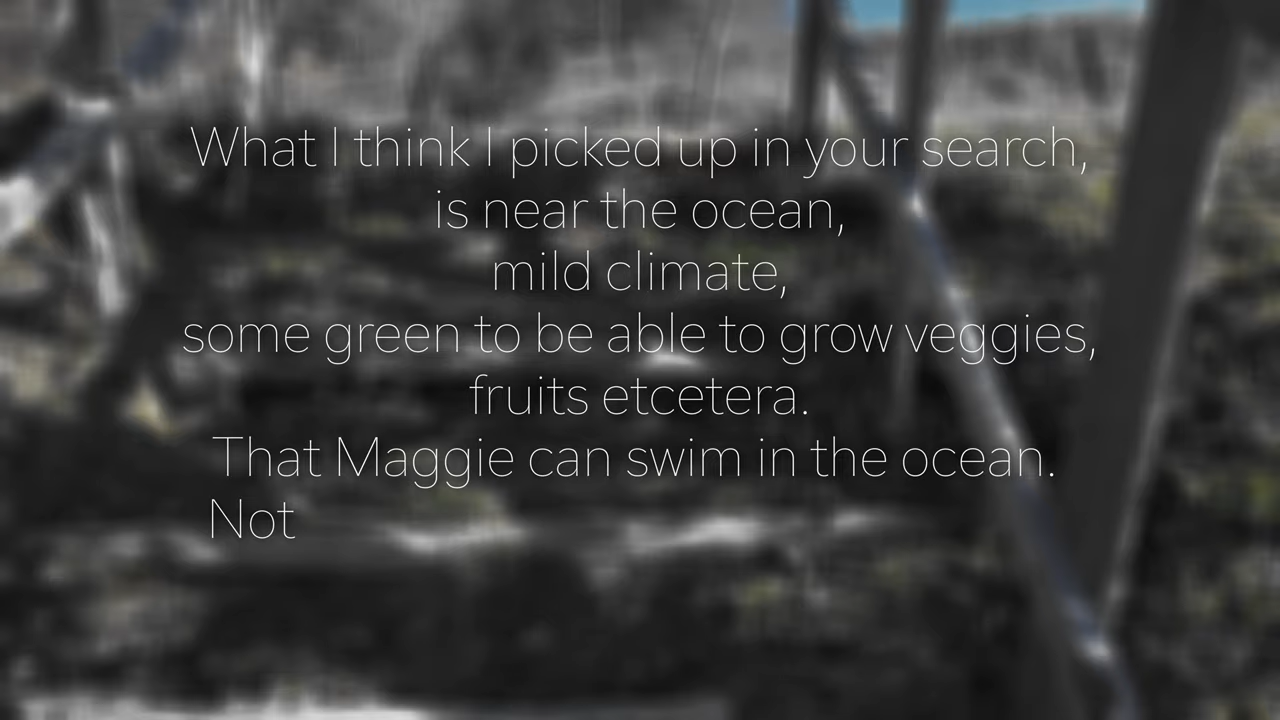 What I think I picked up in your search,
is near the ocean,
mild climate,
some green to be able to grow veggies,
fruits etcetera.
That Maggie can swim in the ocean.
Not